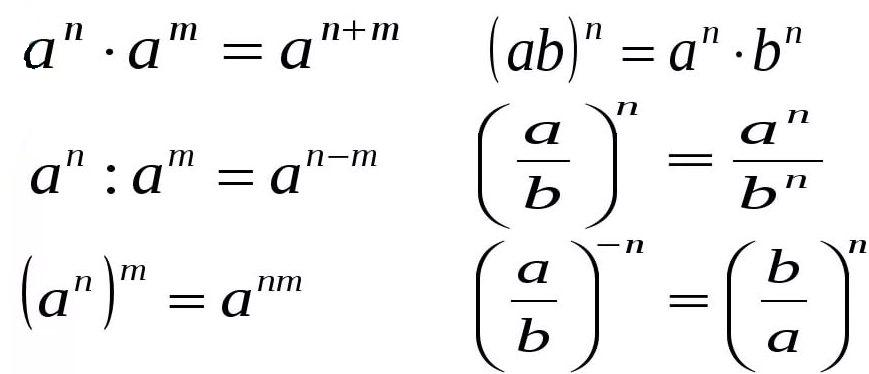 aⁿ · aᵐ = aⁿ⁺ᵐ
aⁿ : aᵐ = aⁿ⁻ᵐ
(aⁿ)ᵐ = aⁿᵐ
(ab)ⁿ = aⁿ · bⁿ
(a/b)ⁿ = aⁿ/bⁿ
(a/b)⁻ⁿ = (b/a)ⁿ